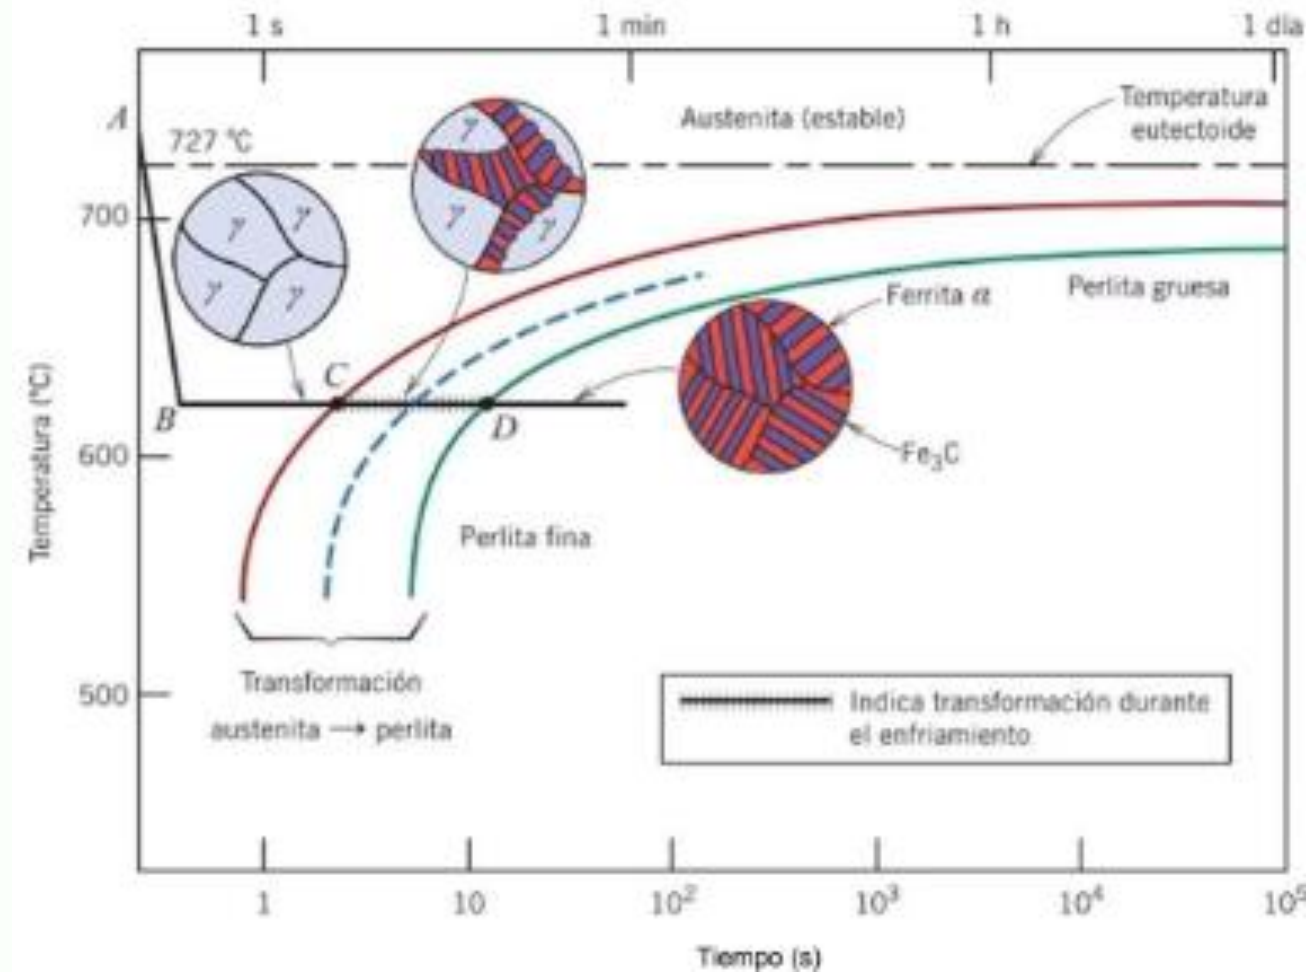 1 s
1 min
1 h
1 día
A
727 °C
Austenita (estable)
Temperatura
eutectoide
γ
γ
γ
700
γ
γ
γ
γ
Ferrita α
Perlita gruesa
C
B
D
Fe₃C
600
Temperatura (°C)
Perlita fina
500
Transformación
austenita → perlita
Indica transformación durante
el enfriamiento
1
10
10²
10³
10⁴
10⁵
Tiempo (s)